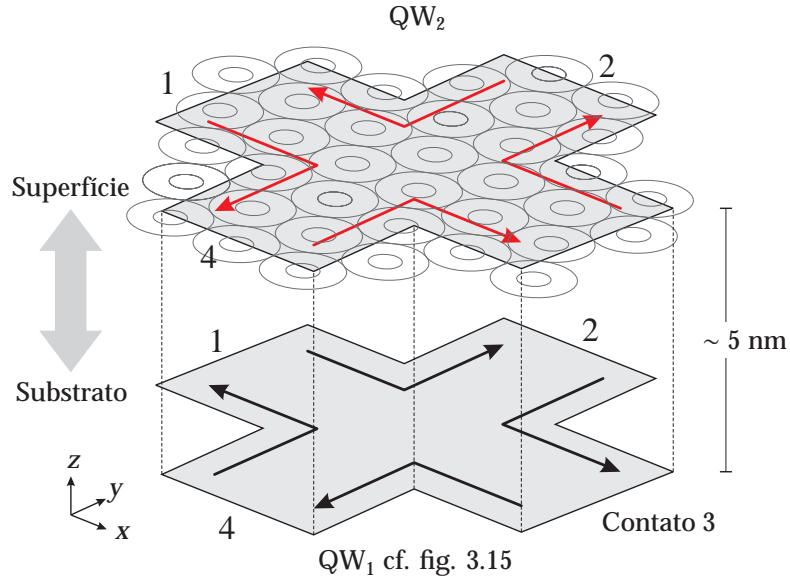 QW2
1
2
Superfície
4
1
2
~ 5 nm
Substrato
z
y
x
4
Contato 3
QW1 cf. fig. 3.15